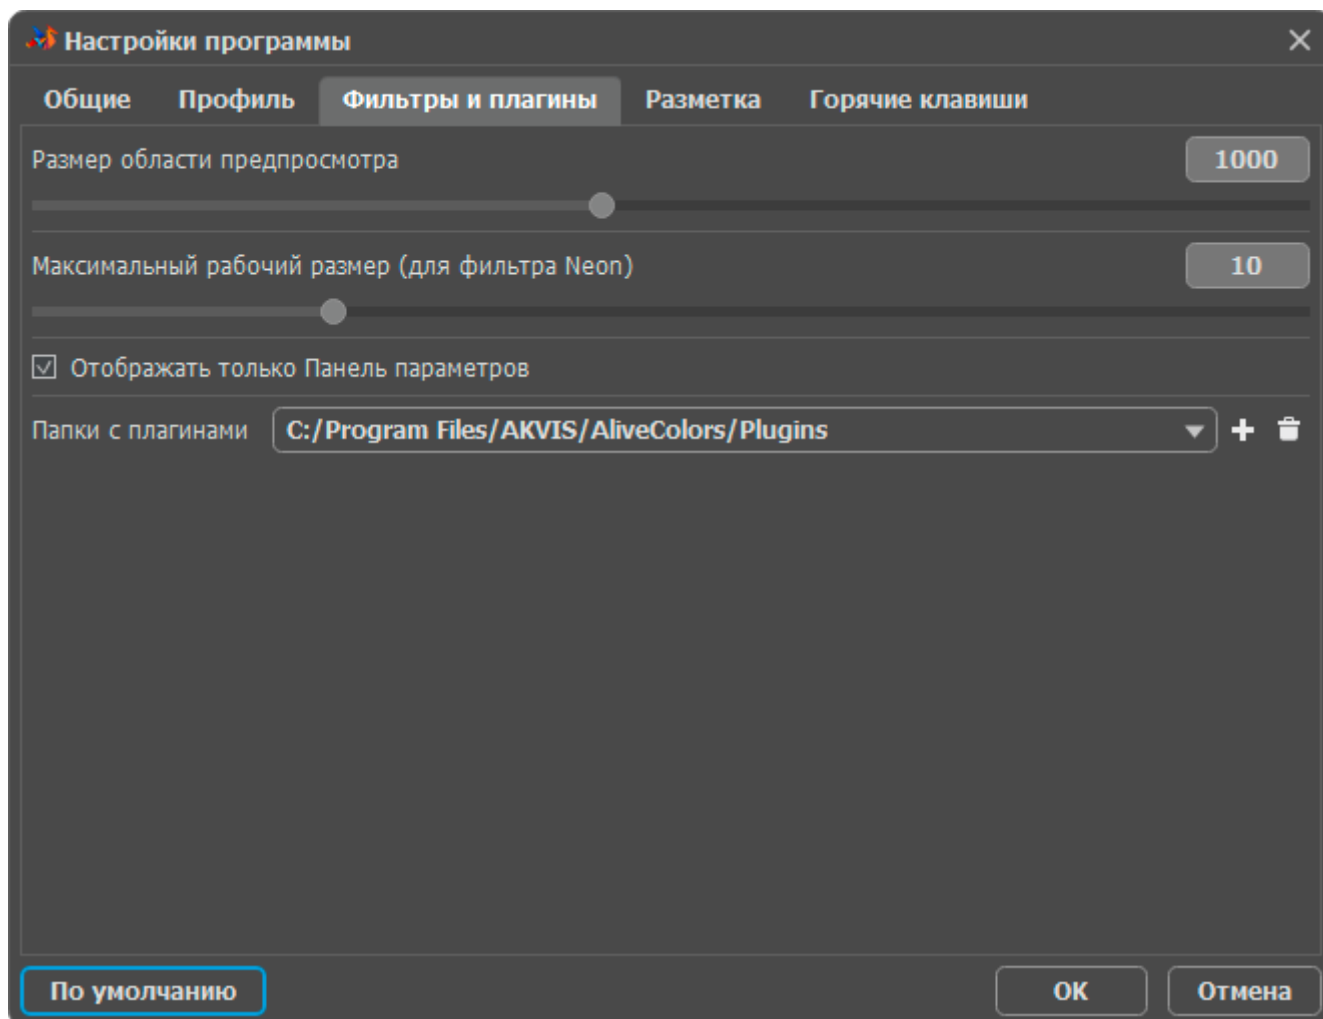 Настройки программы
Общие Профиль Фильтры и плагины Разметка Горячие клавиши
Размер области предпросмотра 1000
Максимальный рабочий размер (для фильтра Neon) 10
Отображать только Панель параметров
Папки с плагинами C:/Program Files/AKVIS/AliveColors/Plugins
По умолчанию OK Отмена